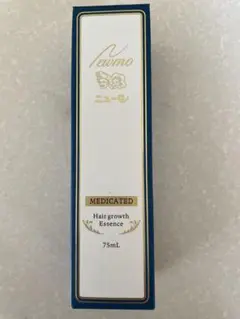 Newmo
ニューモ
MEDICATED
Hair growth
Essence
75mL